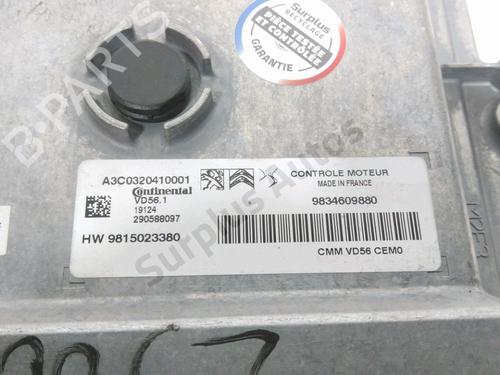 Surplus
RECYCLAGE
PIÈCE TESTÉE
ET CONTRÔLÉE
GARANTIE
B-PARTS
Surplus Autos
A3C0320410001
Continental
VD56.1
19124
290588097
HW 9815023380
CONTROLE MOTEUR
MADE IN FRANCE
9834609880
CMM VD56 CEM0